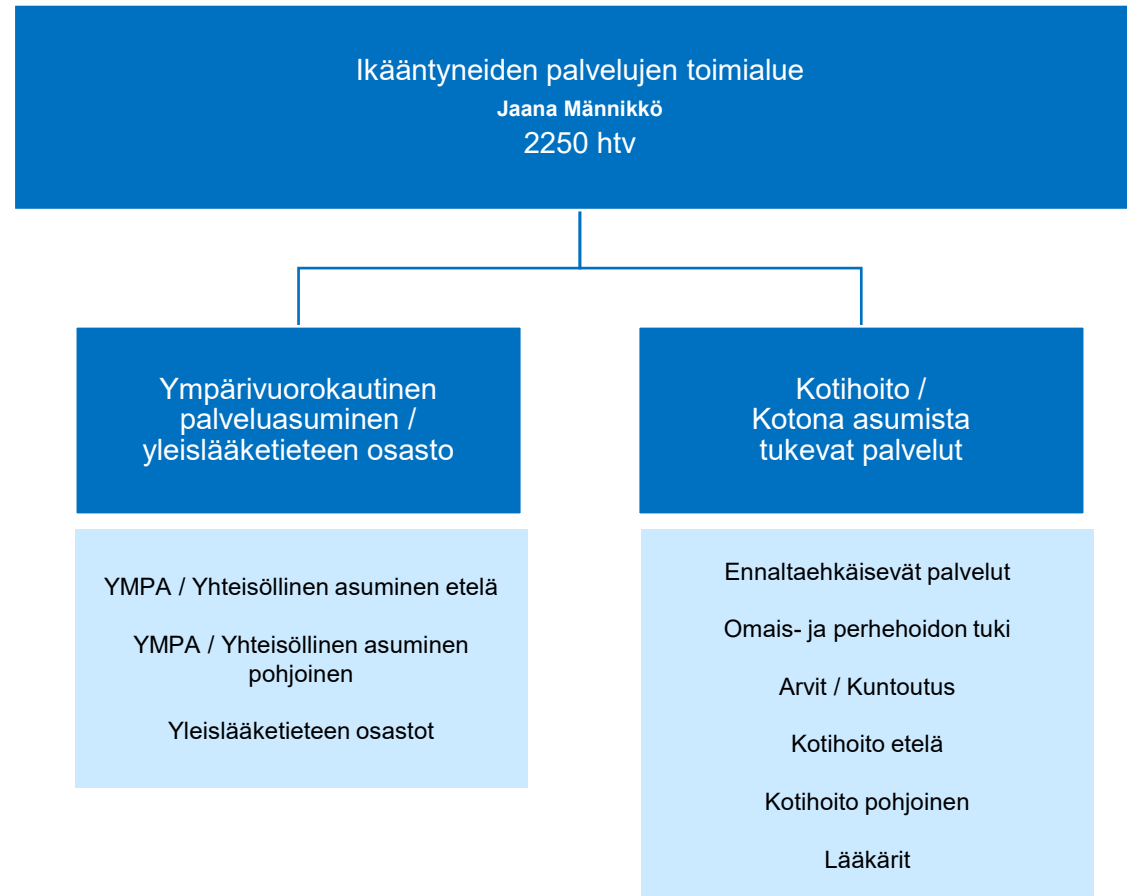 Ikääntyneiden palvelujen toimialue
Jaana Männikkö
2250 htv
Ympärivuorokautinen
palveluasuminen /
yleislääketieteen osasto
YMPA / Yhteisöllinen asuminen etelä
YMPA / Yhteisöllinen asuminen
pohjoinen
Yleislääketieteen osastot
Kotihoito /
Kotona asumista
tukevat palvelut
Ennaltaehkäisevät palvelut
Omais- ja perhehoidon tuki
Arvit / Kuntoutus
Kotihoito etelä
Kotihoito pohjoinen
Lääkärit